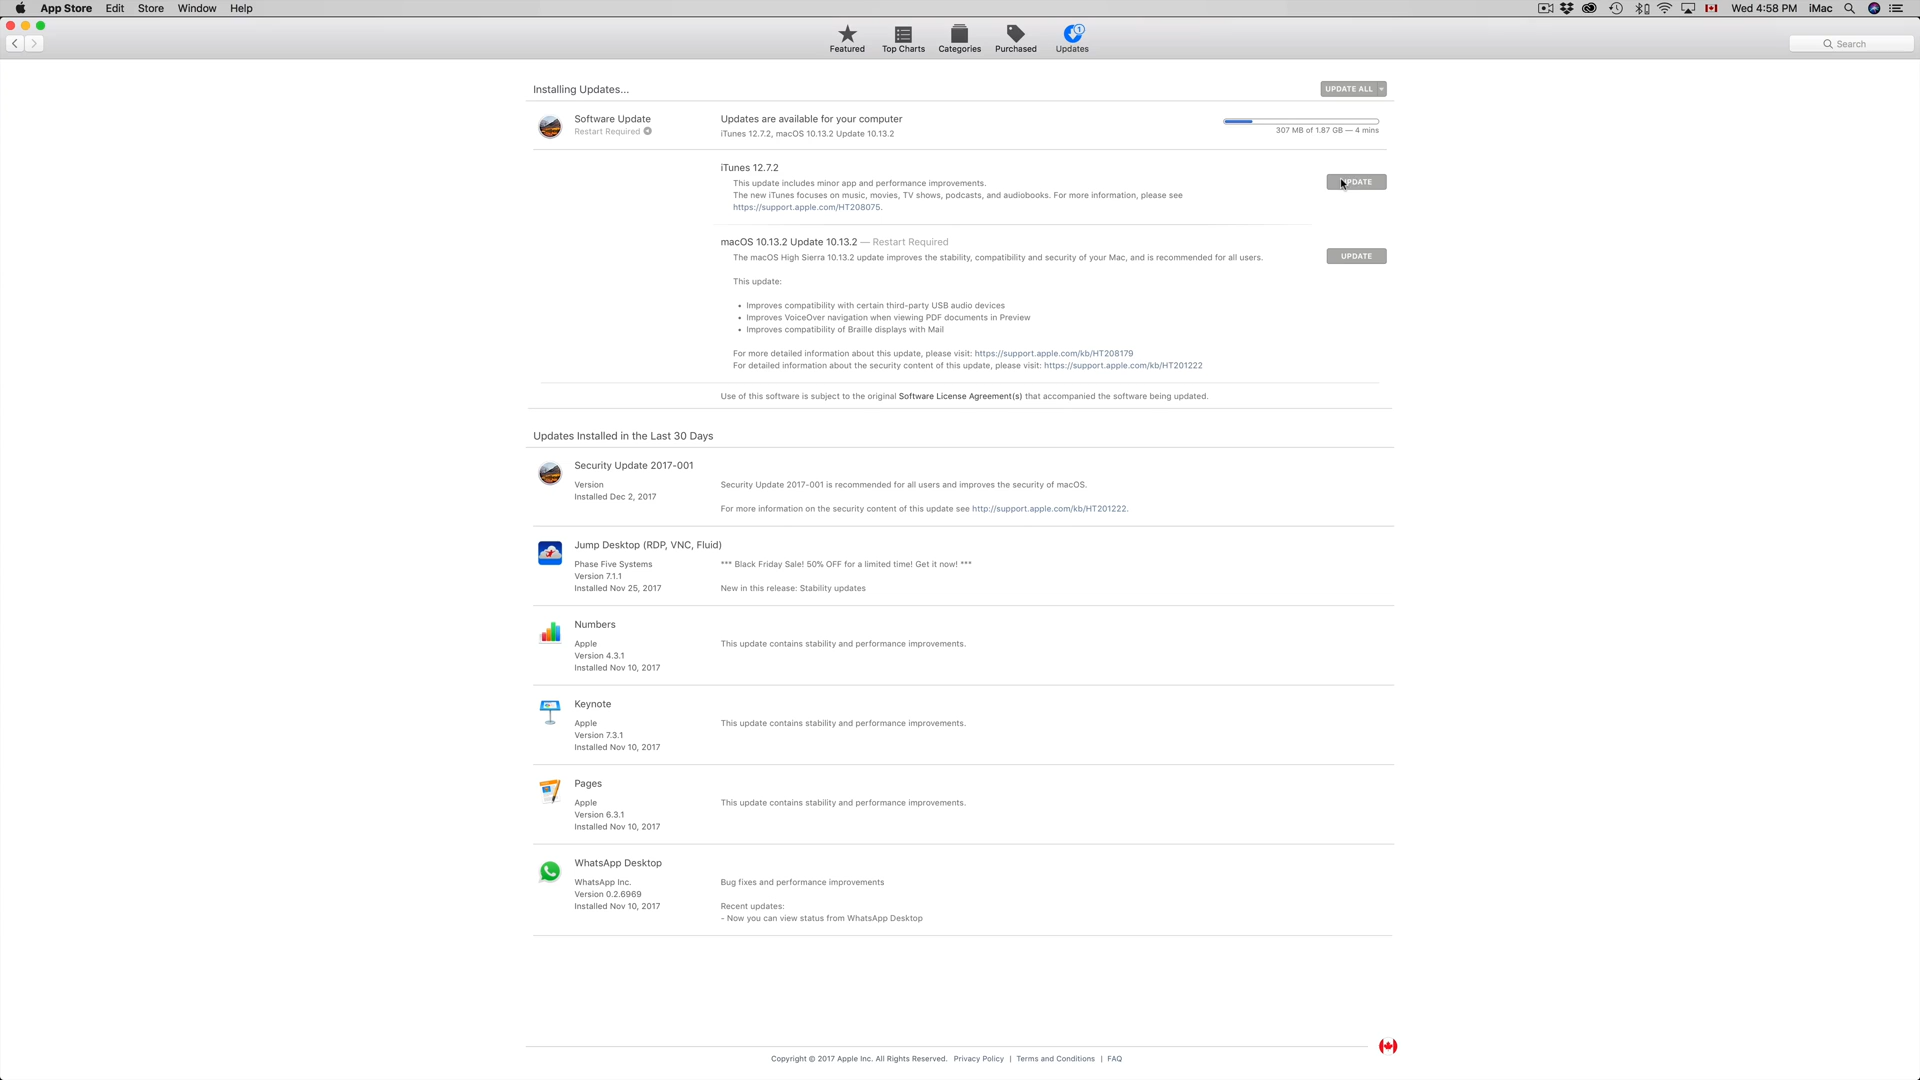 App Store Edit Store Window Help
Wed 4:58 PM iMac
Featured Top Charts Categories Purchased Updates
1
Search
Installing Updates...
UPDATE ALL
Software Update
Restart Required
Updates are available for your computer
iTunes 12.7.2, macOS 10.13.2 Update 10.13.2
307 MB of 1.87 GB — 4 mins
iTunes 12.7.2
UPDATE
This update includes minor app and performance improvements.
The new iTunes focuses on music, movies, TV shows, podcasts, and audiobooks. For more information, please see
https://support.apple.com/HT208075.
macOS 10.13.2 Update 10.13.2 — Restart Required
UPDATE
The macOS High Sierra 10.13.2 update improves the stability, compatibility and security of your Mac, and is recommended for all users.
This update:
• Improves compatibility with certain third-party USB audio devices
• Improves VoiceOver navigation when viewing PDF documents in Preview
• Improves compatibility of Braille displays with Mail
For more detailed information about this update, please visit: https://support.apple.com/kb/HT208179
For detailed information about the security content of this update, please visit: https://support.apple.com/kb/HT201222
Use of this software is subject to the original Software License Agreement(s) that accompanied the software being updated.
Updates Installed in the Last 30 Days
Security Update 2017-001
Version
Installed Dec 2, 2017
Security Update 2017-001 is recommended for all users and improves the security of macOS.
For more information on the security content of this update see http://support.apple.com/kb/HT201222.
Jump Desktop (RDP, VNC, Fluid)
Phase Five Systems
Version 7.1.1
Installed Nov 25, 2017
*** Black Friday Sale! 50% OFF for a limited time! Get it now! ***
New in this release: Stability updates
Numbers
Apple
Version 4.3.1
Installed Nov 10, 2017
This update contains stability and performance improvements.
Keynote
Apple
Version 7.3.1
Installed Nov 10, 2017
This update contains stability and performance improvements.
Pages
Apple
Version 6.3.1
Installed Nov 10, 2017
This update contains stability and performance improvements.
WhatsApp Desktop
WhatsApp Inc.
Version 0.2.6969
Installed Nov 10, 2017
Bug fixes and performance improvements
Recent updates:
- Now you can view status from WhatsApp Desktop
Copyright © 2017 Apple Inc. All Rights Reserved. Privacy Policy | Terms and Conditions | FAQ